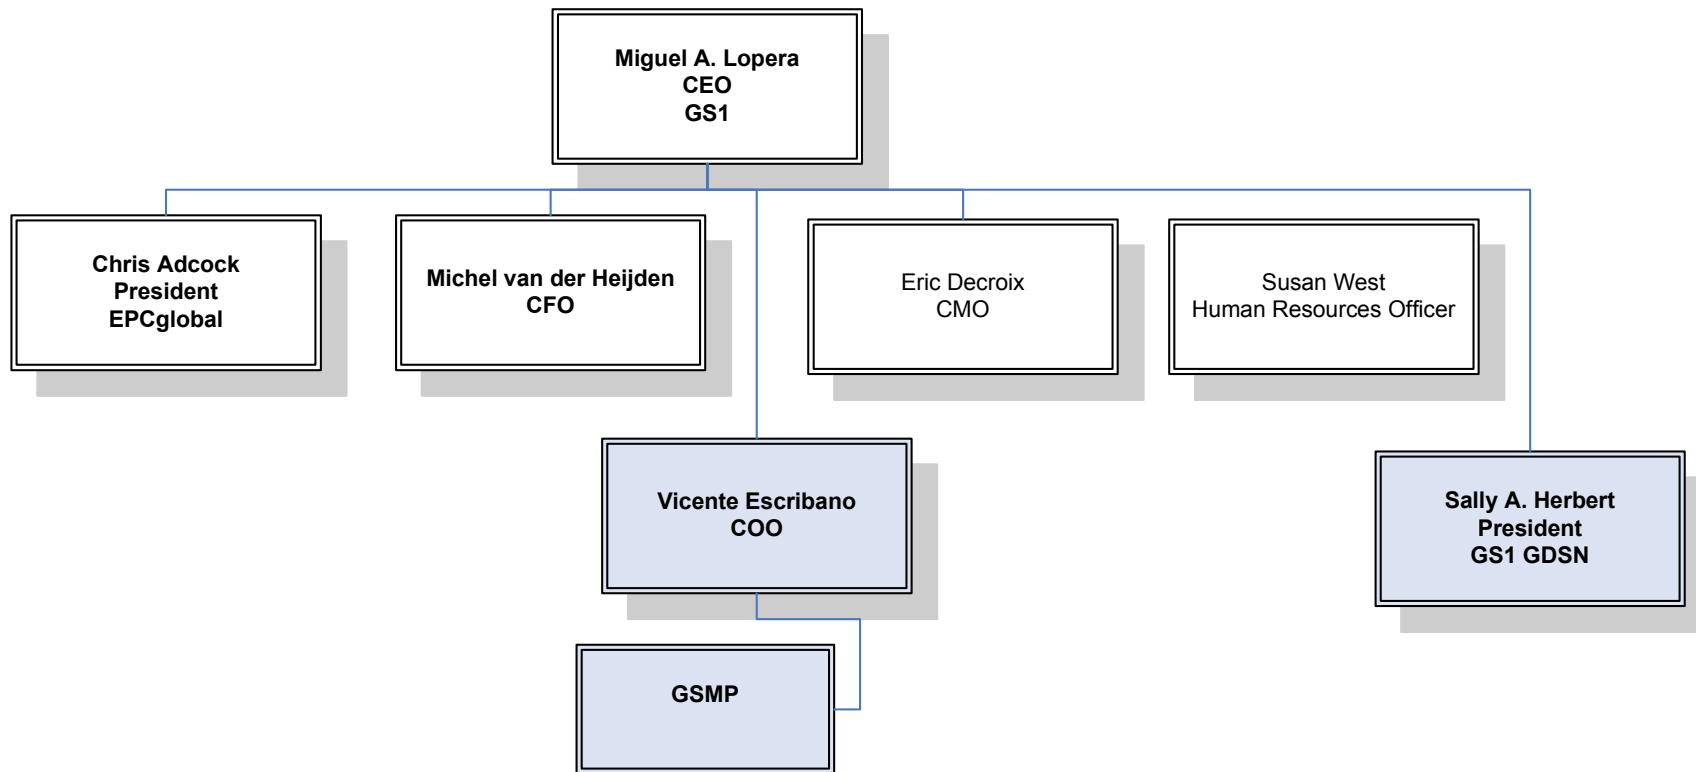 Miguel A. Lopera
CEO
GS1
Chris Adcock
President
EPCglobal
Michel van der Heijden
CFO
Eric Decroix
CMO
Susan West
Human Resources Officer
Vicente Escribano
COO
Sally A. Herbert
President
GS1 GDSN
GSMP